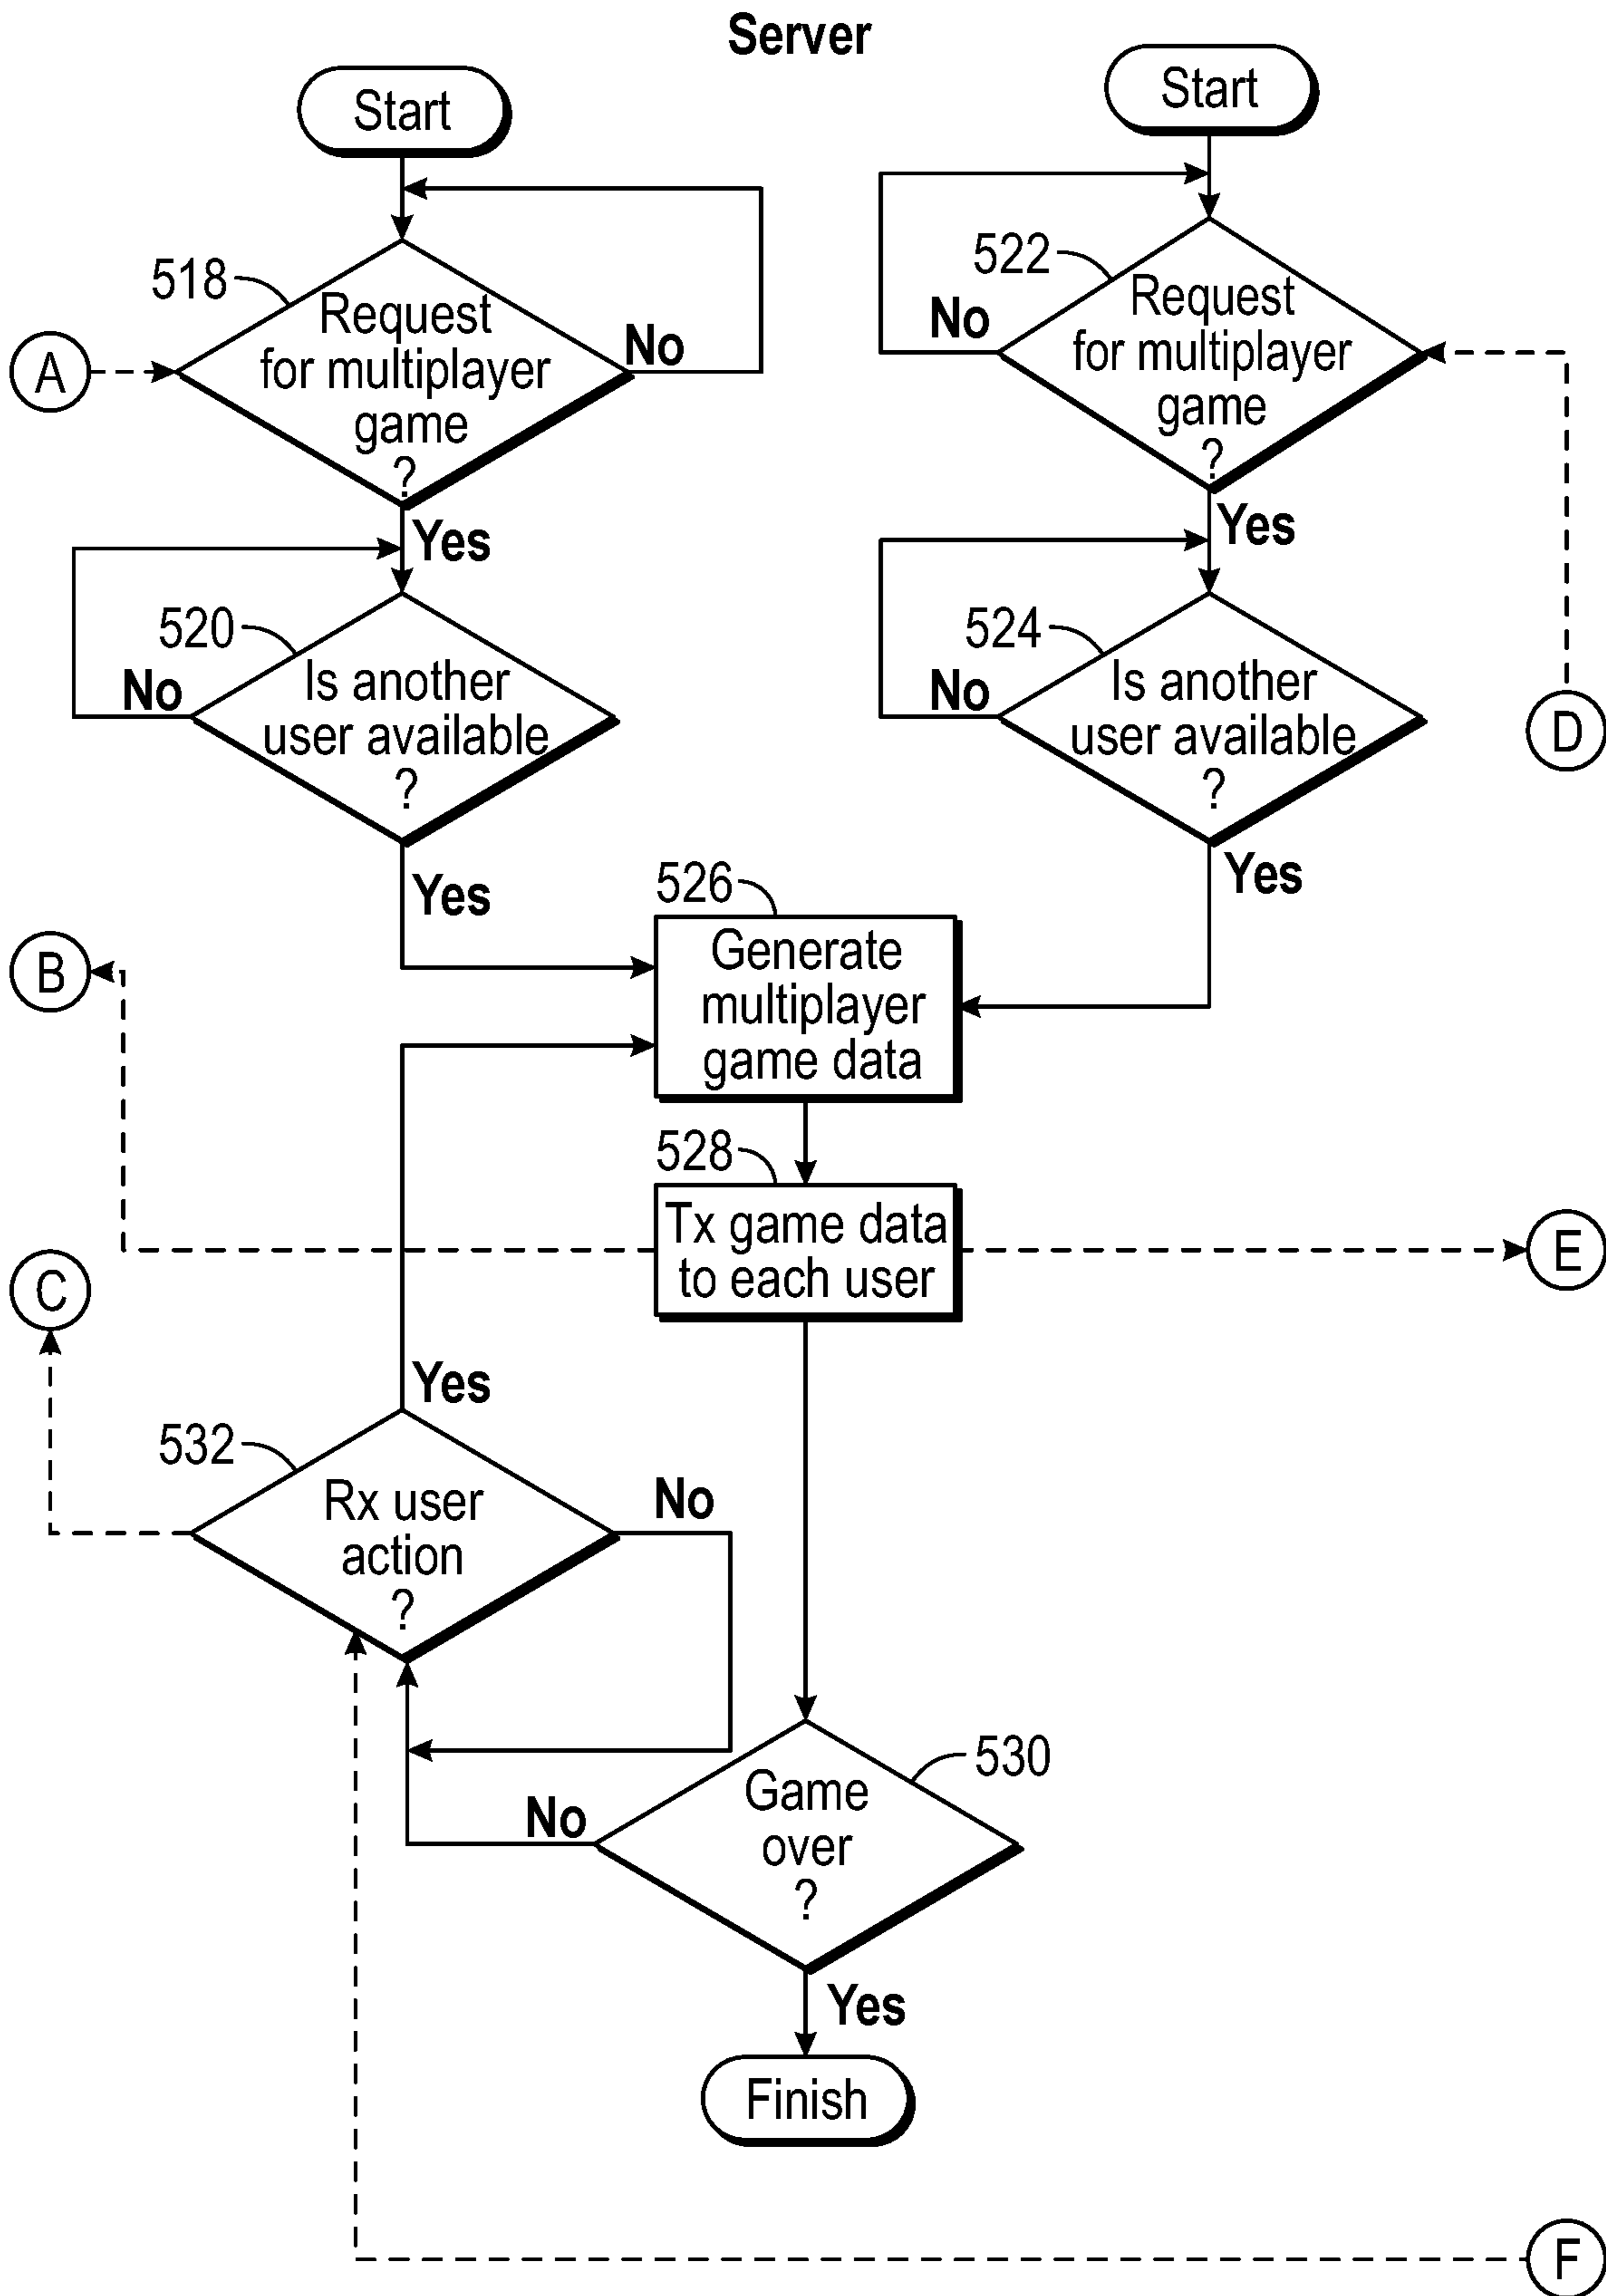 Server
Start
Start
518
Request
for multiplayer
game
?
No
A
Yes
522
Request
for multiplayer
game
?
No
Yes
520
Is another
user available
?
No
Yes
524
Is another
user available
?
No
Yes
D
526
Generate
multiplayer
game data
B
528
Tx game data
to each user
E
C
Yes
532
Rx user
action
?
No
530
Game
over
?
No
Yes
Finish
F